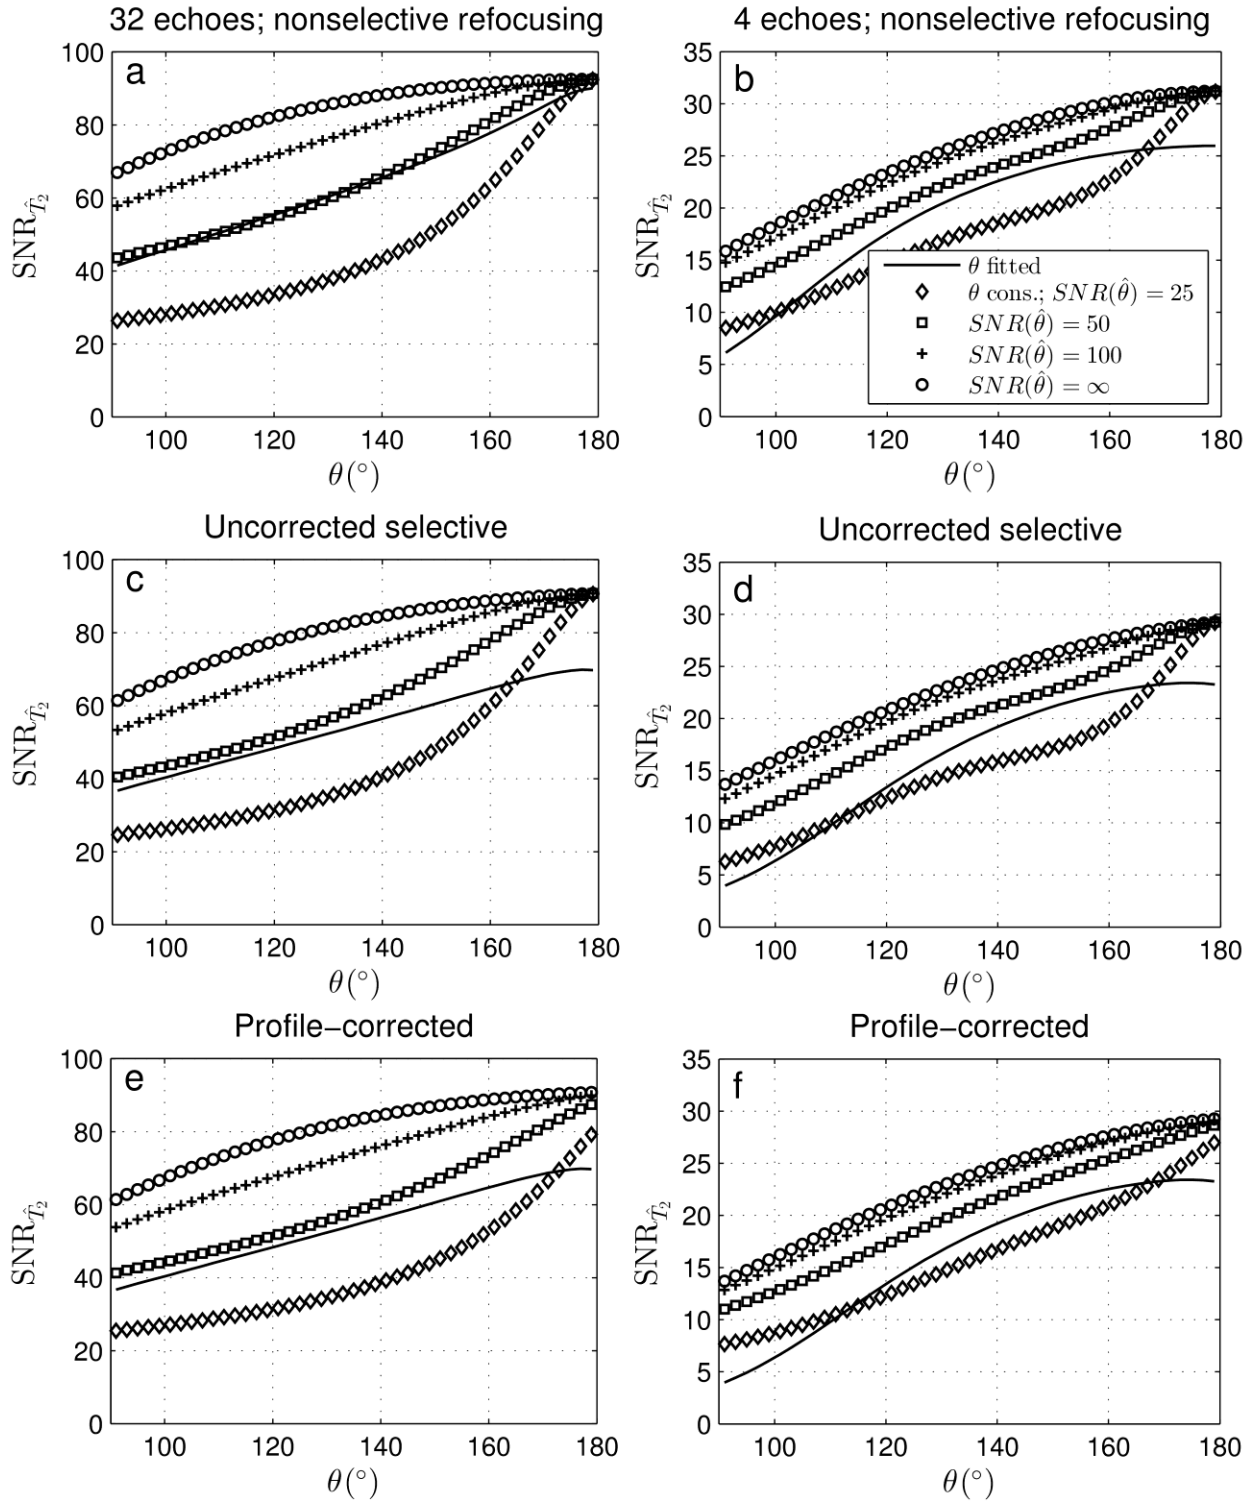 32 echoes; nonselective refocusing
a
100
80
60
40
20
0
100 120 140 160 180
SNR_{\hat{T}_2}
θ(°)
4 echoes; nonselective refocusing
b
35
30
25
20
15
10
5
0
100 120 140 160 180
SNR_{\hat{T}_2}
θ(°)
θ fitted
θ cons.; SNR(θ̂) = 25
SNR(θ̂) = 50
SNR(θ̂) = 100
SNR(θ̂) = ∞
Uncorrected selective
c
100
80
60
40
20
0
100 120 140 160 180
SNR_{\hat{T}_2}
θ(°)
Uncorrected selective
d
35
30
25
20
15
10
5
0
100 120 140 160 180
SNR_{\hat{T}_2}
θ(°)
Profile−corrected
e
100
80
60
40
20
0
100 120 140 160 180
SNR_{\hat{T}_2}
θ(°)
Profile−corrected
f
35
30
25
20
15
10
5
0
100 120 140 160 180
SNR_{\hat{T}_2}
θ(°)